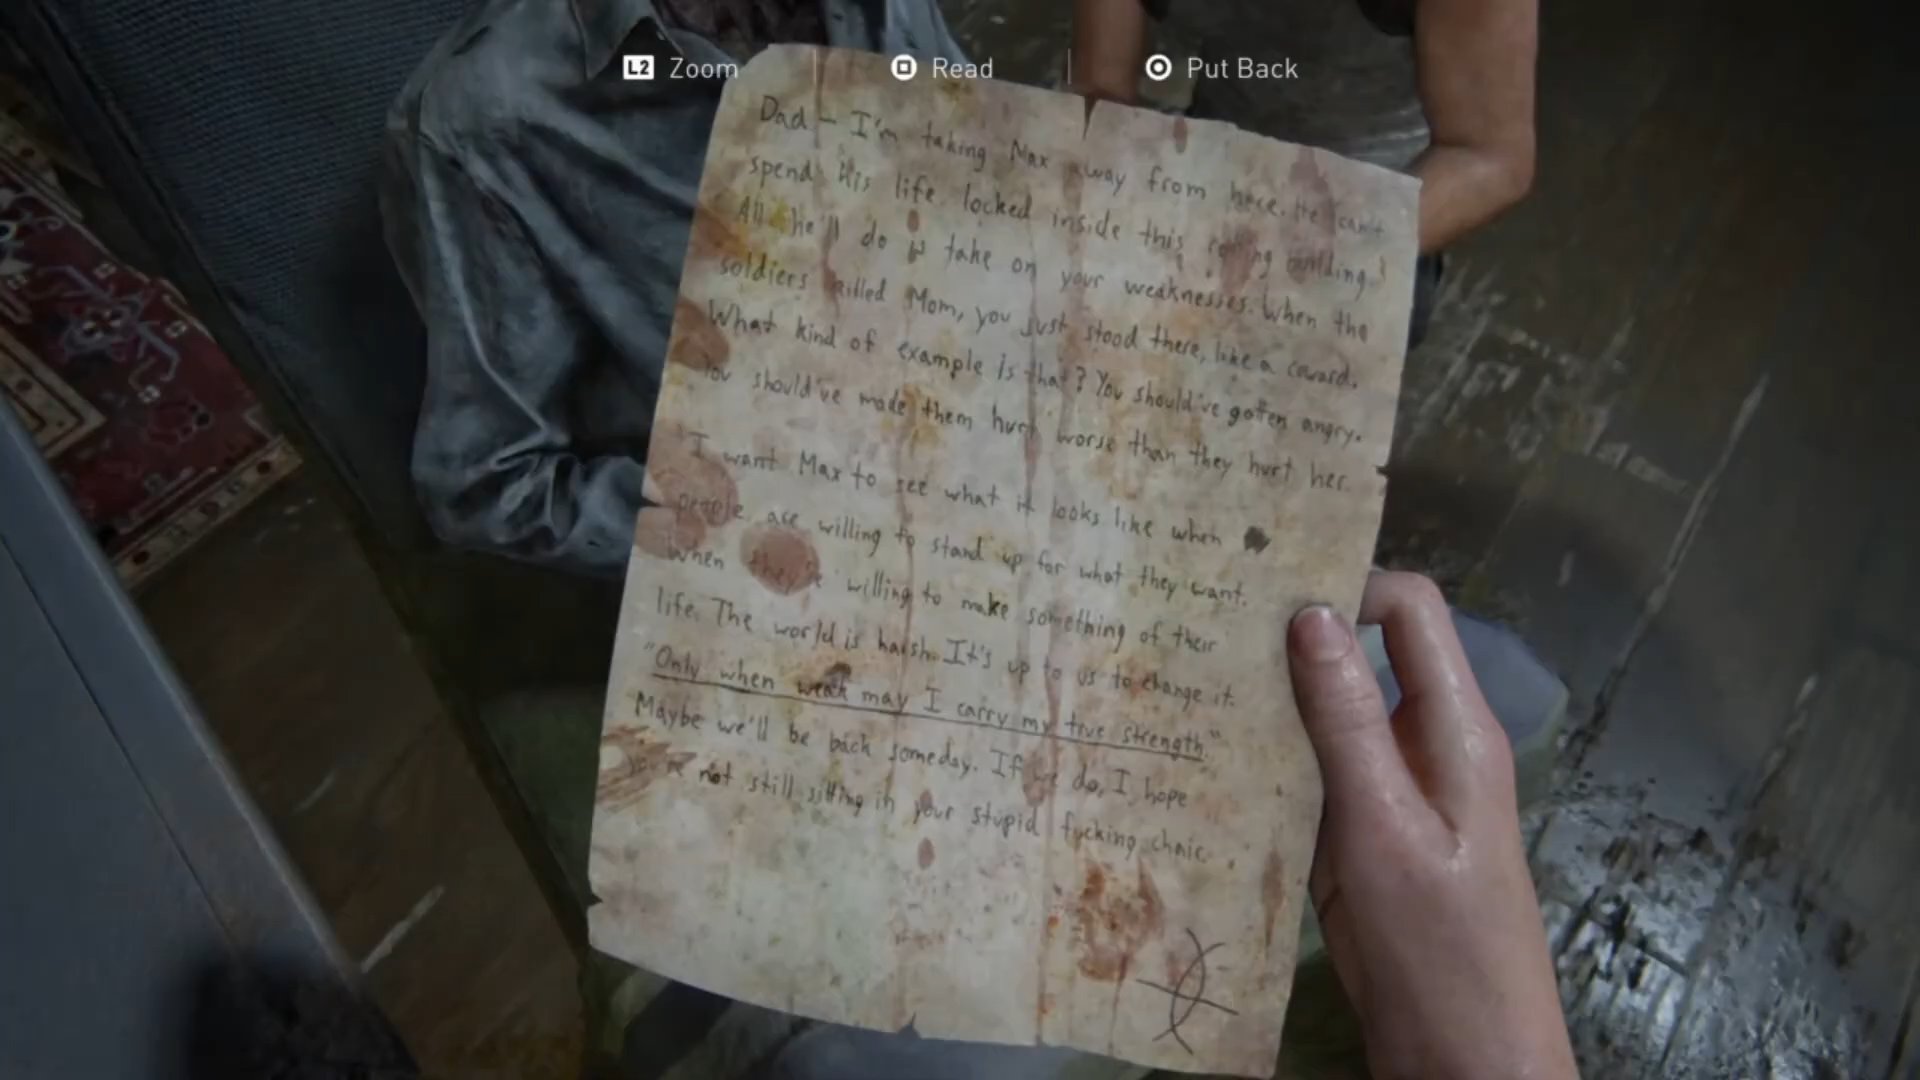 L2 Zoom
Read
Put Back
Dad - I'm taking Max away from here. He can't
spend his life locked inside this building.
All he'll do is take on your weaknesses. When the
soldiers killed Mom, you just stood there, like a coward.
What kind of example is that? You should've gotten angry.
You should've made them hurt worse than they hurt her.
I want Max to see what it looks like when
people are willing to stand up for what they want.
When they're willing to make something of their
life. The world is harsh. It's up to us to change it.
"Only when weak may I carry my true strength."
Maybe we'll be back someday. If we do, I hope
you're not still sitting in your stupid fucking chair.